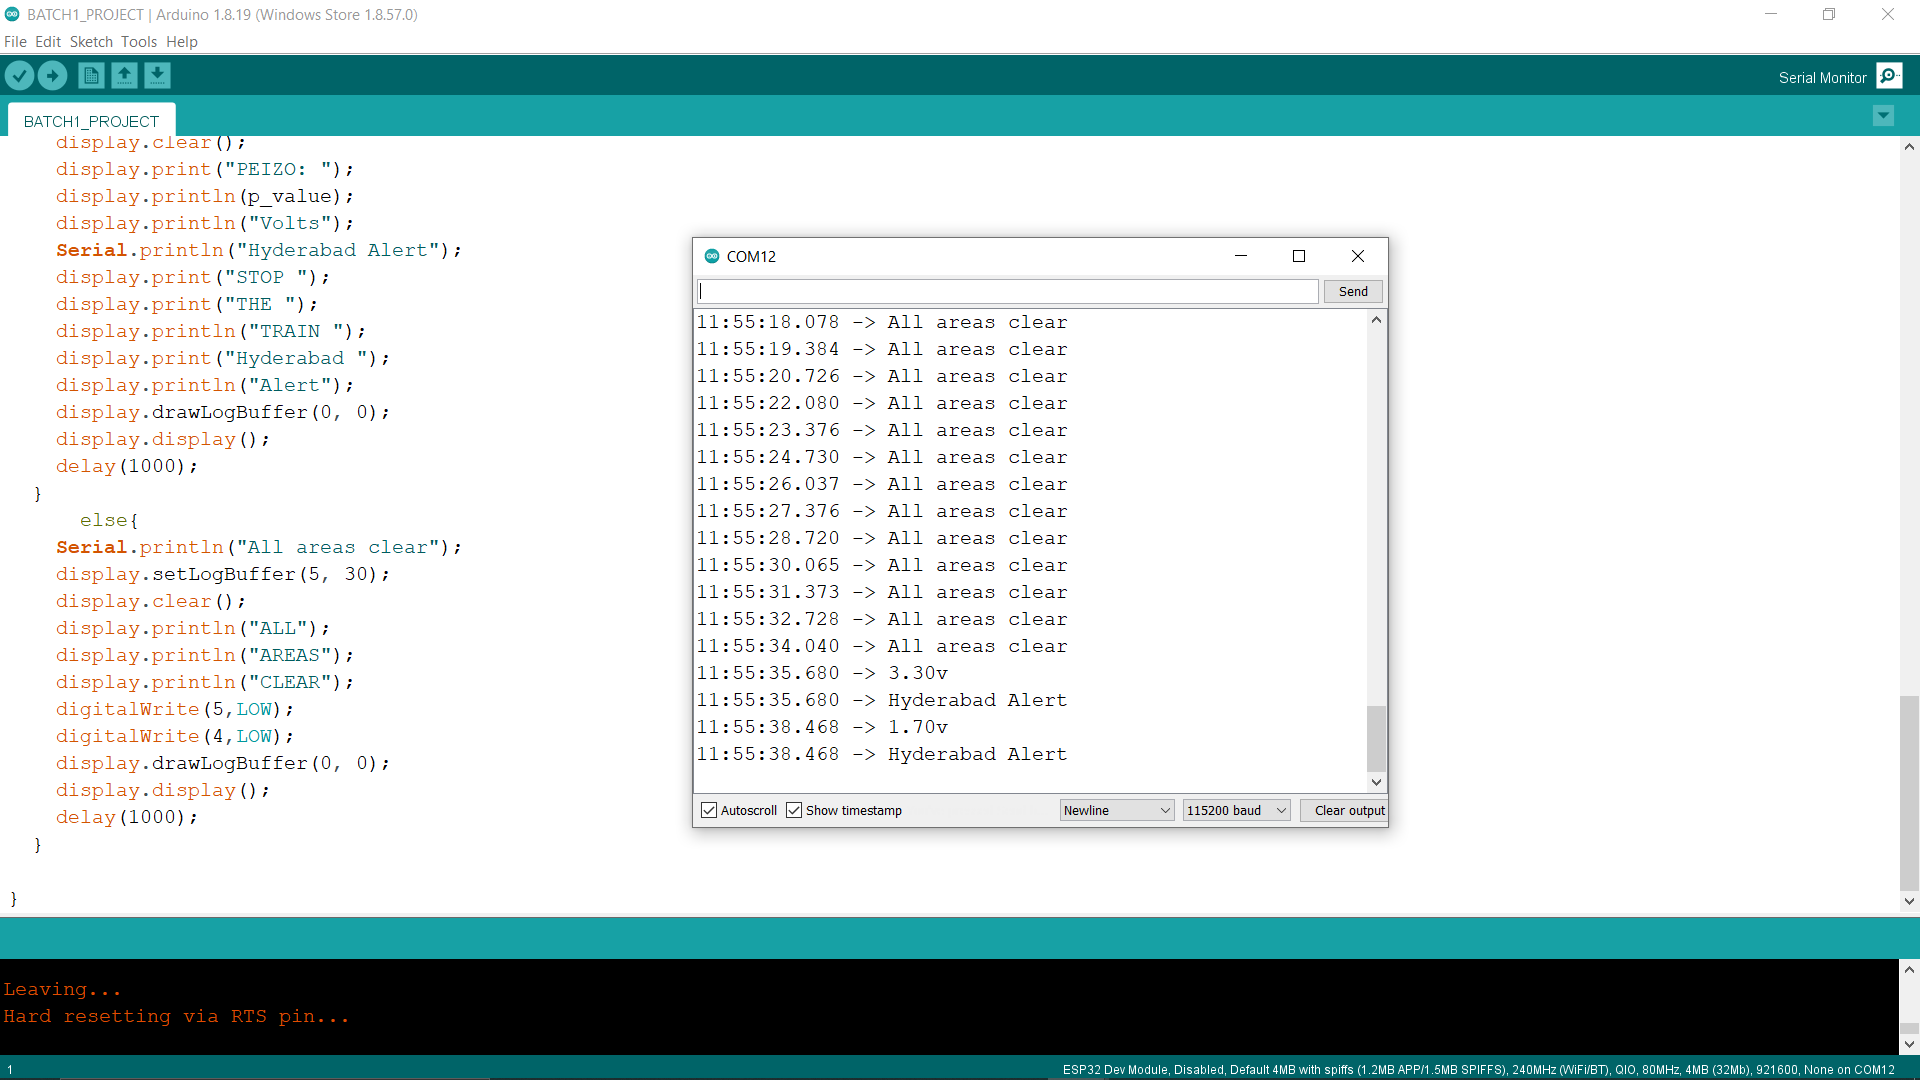 BATCH1_PROJECT | Arduino 1.8.19 (Windows Store 1.8.57.0)
File Edit Sketch Tools Help
Serial Monitor
BATCH1_PROJECT
display.clear();
display.print("PEIZO: ");
display.println(p_value);
display.println("Volts");
Serial.println("Hyderabad Alert");
display.print("STOP ");
display.print("THE ");
display.println("TRAIN ");
display.print("Hyderabad ");
display.println("Alert");
display.drawLogBuffer(0, 0);
display.display();
delay(1000);
}
else{
Serial.println("All areas clear");
display.setLogBuffer(5, 30);
display.clear();
display.println("ALL");
display.println("AREAS");
display.println("CLEAR");
digitalWrite(5,LOW);
digitalWrite(4,LOW);
display.drawLogBuffer(0, 0);
display.display();
delay(1000);
}
}
COM12
Send
11:55:18.078 -> All areas clear
11:55:19.384 -> All areas clear
11:55:20.726 -> All areas clear
11:55:22.080 -> All areas clear
11:55:23.376 -> All areas clear
11:55:24.730 -> All areas clear
11:55:26.037 -> All areas clear
11:55:27.376 -> All areas clear
11:55:28.720 -> All areas clear
11:55:30.065 -> All areas clear
11:55:31.373 -> All areas clear
11:55:32.728 -> All areas clear
11:55:34.040 -> All areas clear
11:55:35.680 -> 3.30v
11:55:35.680 -> Hyderabad Alert
11:55:38.468 -> 1.70v
11:55:38.468 -> Hyderabad Alert
Autoscroll Show timestamp Newline 115200 baud Clear output
Leaving...
Hard resetting via RTS pin...
1 ESP32 Dev Module, Disabled, Default 4MB with spiffs (1.2MB APP/1.5MB SPIFFS), 240MHz (WiFi/BT), QIO, 80MHz, 4MB (32Mb), 921600, None on COM12